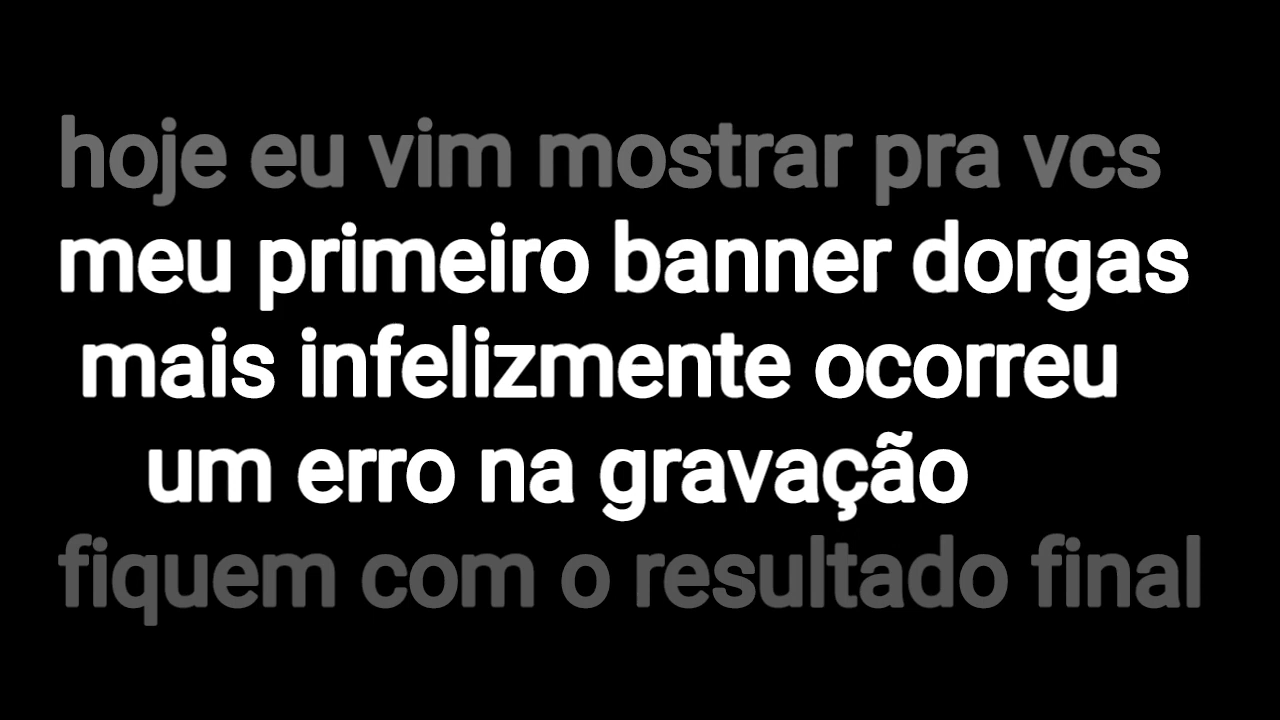 hoje eu vim mostrar pra vcs
meu primeiro banner dorgas
mais infelizmente ocorreu
um erro na gravação
fiquem com o resultado final